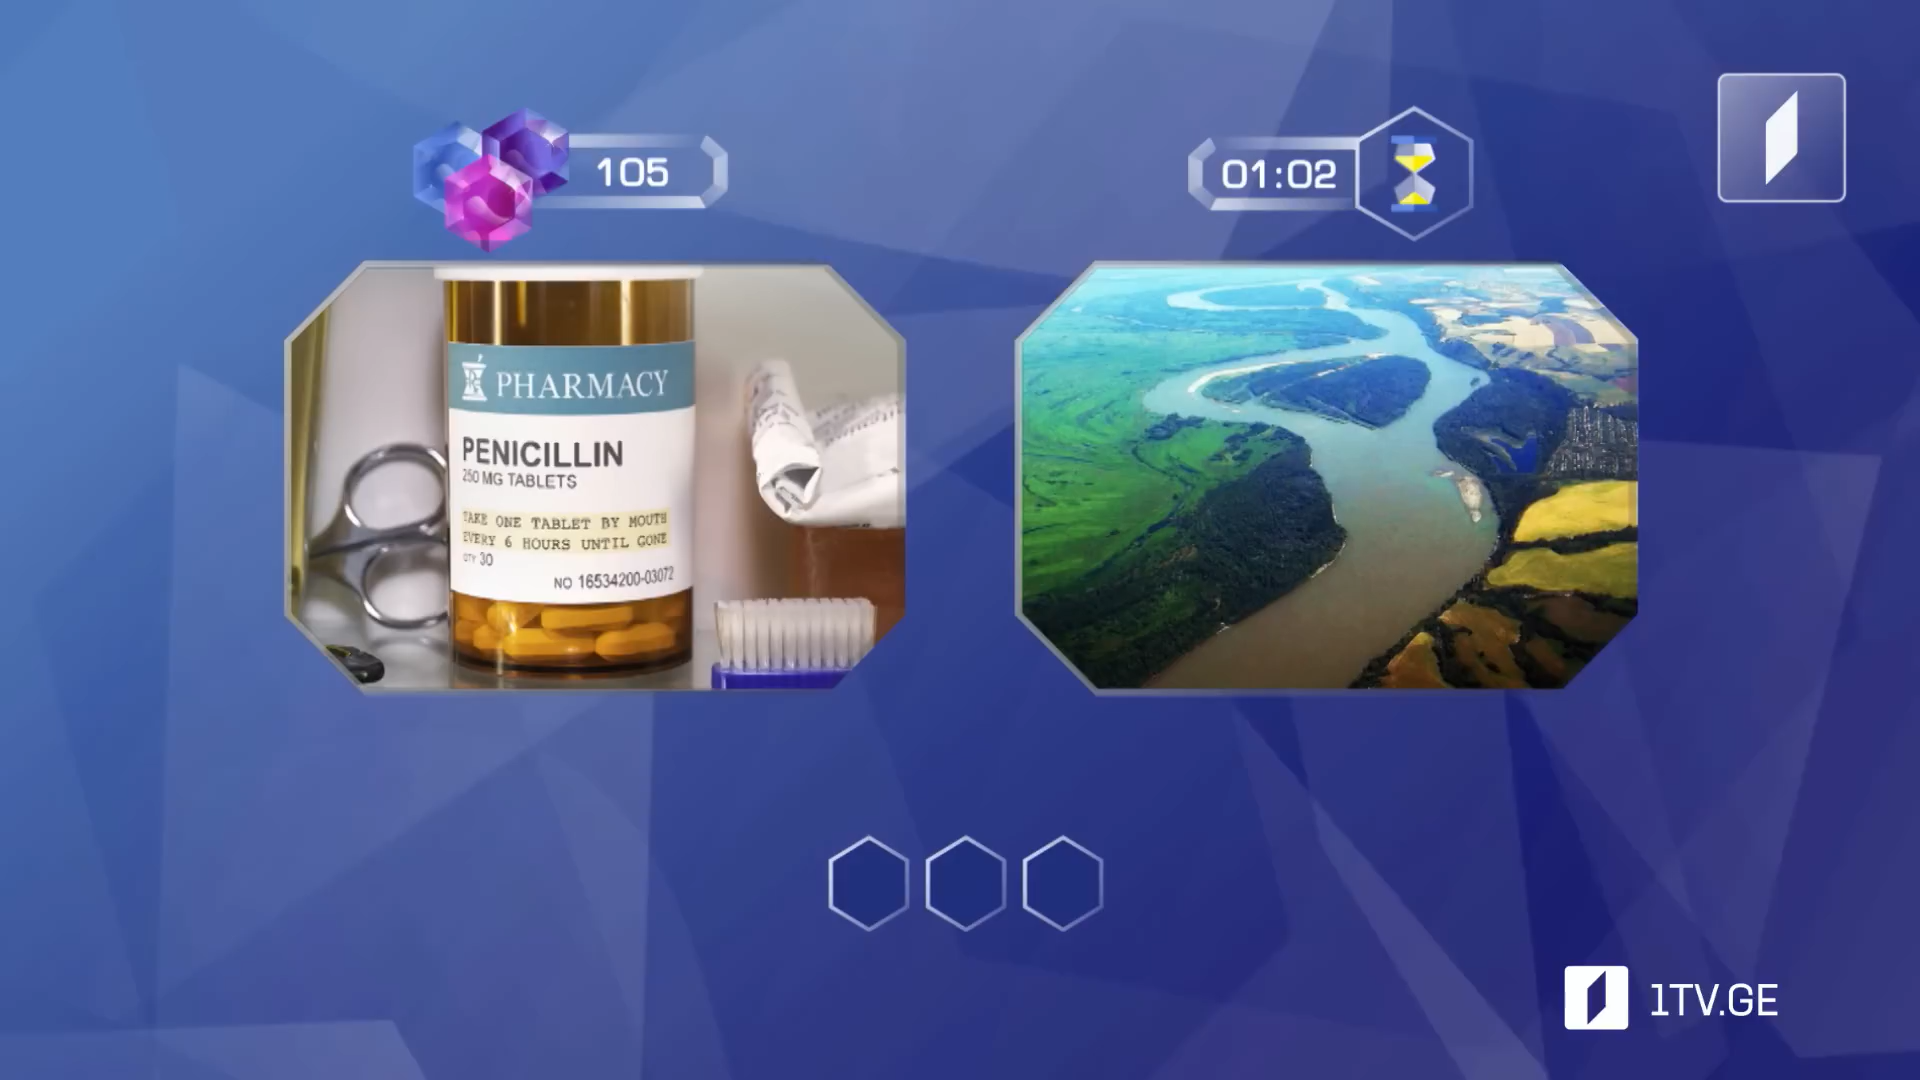 105
01:02
PHARMACY
PENICILLIN
250 MG TABLETS
TAKE ONE TABLET BY MOUTH
EVERY 6 HOURS UNTIL GONE
QTY 30
NO 16534200-03072
1TV.GE